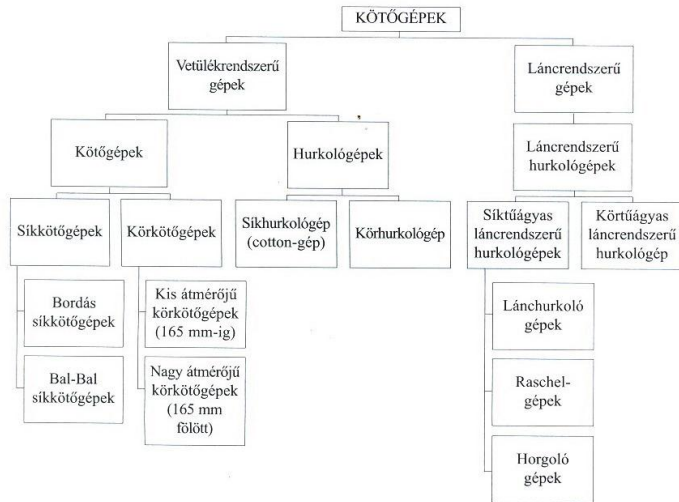 KÖTŐGÉPEK
Vetülékrendszerű
gépek
Láncrendszerű
gépek
Kötőgépek
Hurkológépek
Láncrendszerű
hurkológépek
Síkkötőgépek
Körkötőgépek
Síkhurkológép
(cotton-gép)
Körhurkológép
Síktűágyas
láncrendszerű
hurkológépek
Körtűágyas
láncrendszerű
hurkológép
Bordás
síkkötőgépek
Kis átmérőjű
körkötőgépek
(165 mm-ig)
Lánchurkoló
gépek
Bal-Bal
síkkötőgépek
Nagy átmérőjű
körkötőgépek
(165 mm
fölött)
Raschel-
gépek
Horgoló
gépek